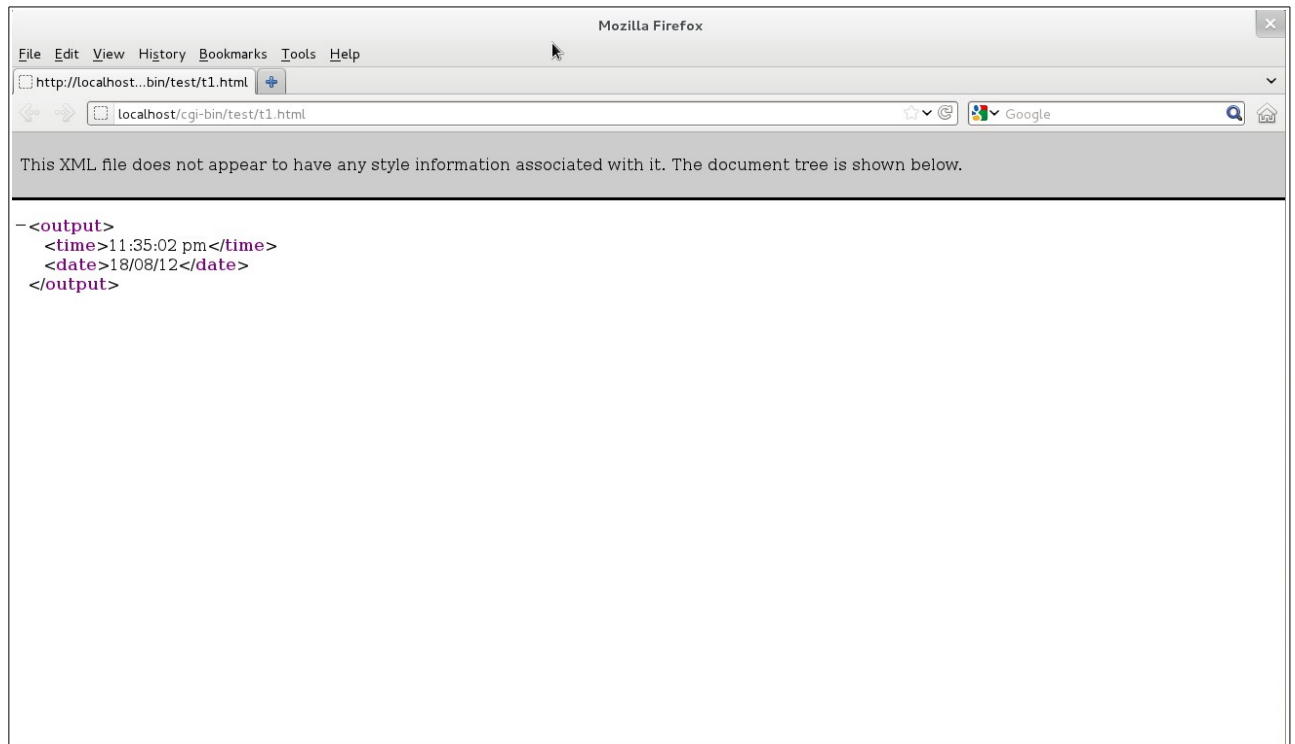 Mozilla Firefox
File Edit View History Bookmarks Tools Help
http://localhost...bin/test/t1.html
localhost/cgi-bin/test/t1.html
Google
This XML file does not appear to have any style information associated with it. The document tree is shown below.
−<output>
<time>11:35:02 pm</time>
<date>18/08/12</date>
</output>